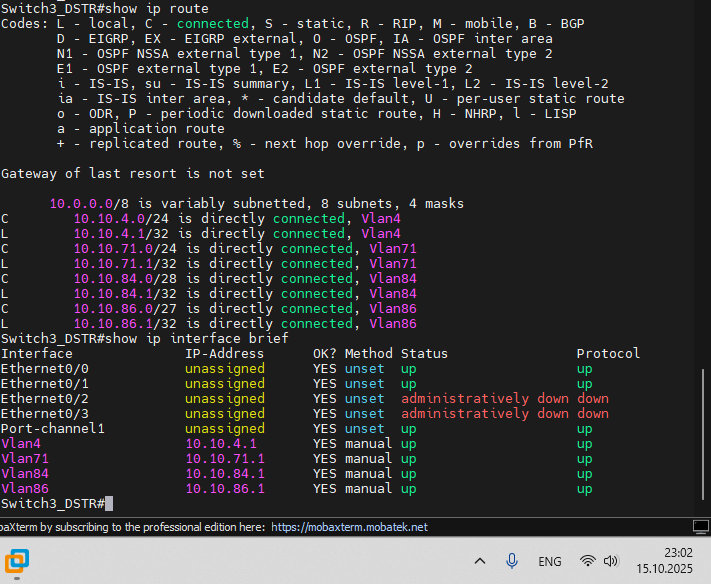 Switch3_DSTR#show ip route
Codes: L - local, C - connected, S - static, R - RIP, M - mobile, B - BGP
       D - EIGRP, EX - EIGRP external, O - OSPF, IA - OSPF inter area
       N1 - OSPF NSSA external type 1, N2 - OSPF NSSA external type 2
       E1 - OSPF external type 1, E2 - OSPF external type 2
       i - IS-IS, su - IS-IS summary, L1 - IS-IS level-1, L2 - IS-IS level-2
       ia - IS-IS inter area, * - candidate default, U - per-user static route
       o - ODR, P - periodic downloaded static route, H - NHRP, l - LISP
       a - application route
       + - replicated route, % - next hop override, p - overrides from PfR
Gateway of last resort is not set
      10.0.0.0/8 is variably subnetted, 8 subnets, 4 masks
C        10.10.4.0/24 is directly connected, Vlan4
L        10.10.4.1/32 is directly connected, Vlan4
C        10.10.71.0/24 is directly connected, Vlan71
L        10.10.71.1/32 is directly connected, Vlan71
C        10.10.84.0/28 is directly connected, Vlan84
L        10.10.84.1/32 is directly connected, Vlan84
C        10.10.86.0/27 is directly connected, Vlan86
L        10.10.86.1/32 is directly connected, Vlan86
Switch3_DSTR#show ip interface brief
Interface              IP-Address      OK? Method Status                Protocol
Ethernet0/0            unassigned      YES unset  up                    up
Ethernet0/1            unassigned      YES unset  up                    up
Ethernet0/2            unassigned      YES unset  administratively down down
Ethernet0/3            unassigned      YES unset  administratively down down
Port-channel1          unassigned      YES unset  up                    up
Vlan4                  10.10.4.1       YES manual up                    up
Vlan71                 10.10.71.1      YES manual up                    up
Vlan84                 10.10.84.1      YES manual up                    up
Vlan86                 10.10.86.1      YES manual up                    up
Switch3_DSTR#
baXterm by subscribing to the professional edition here: https://mobaxterm.mobatek.net
ENG
23:02
15.10.2025